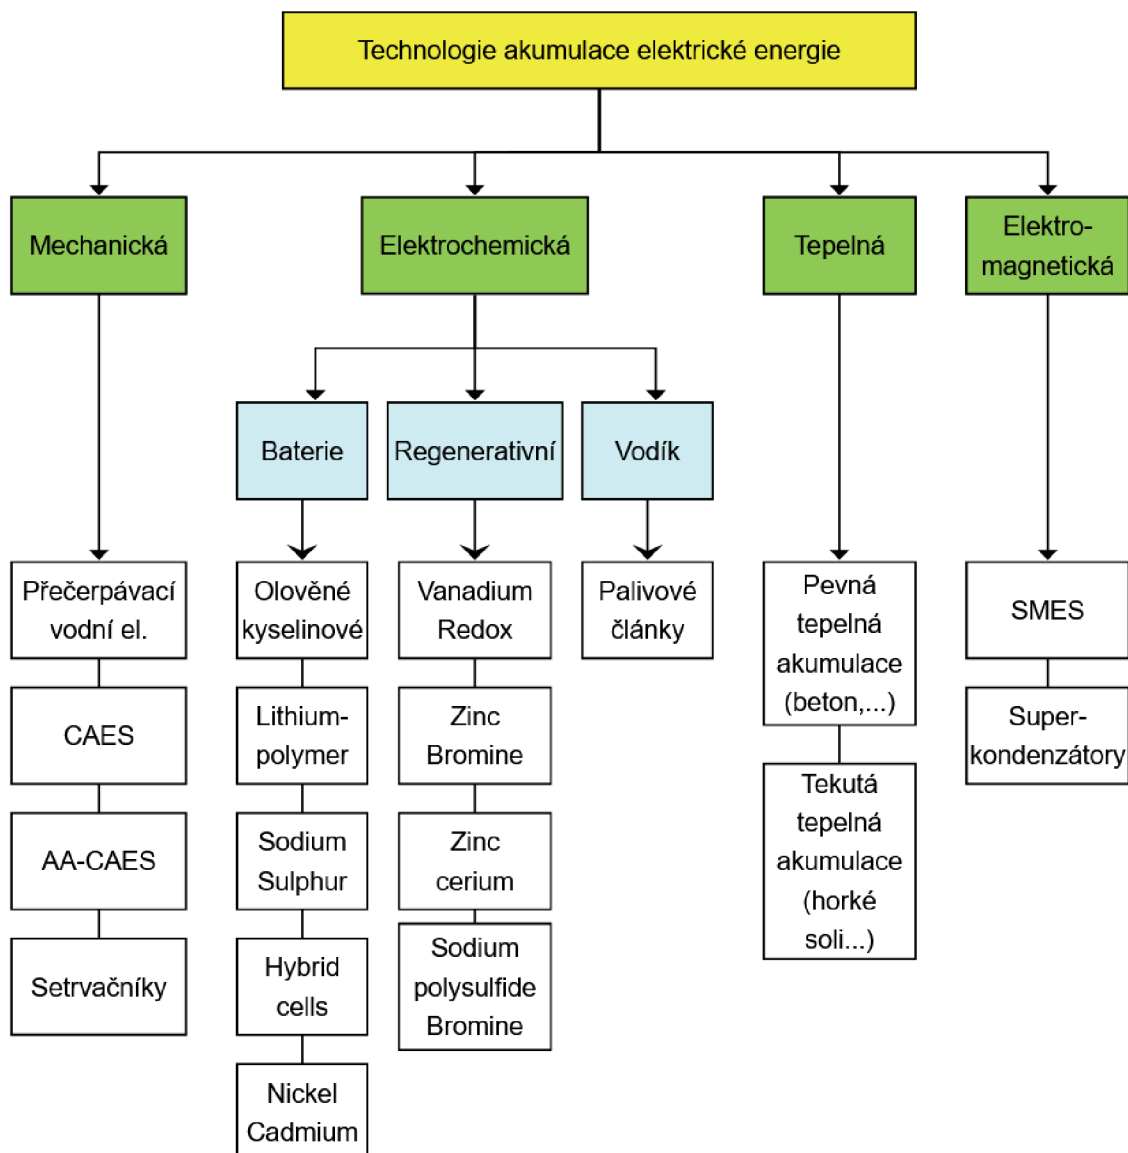 Technologie akumulace elektrické energie
Mechanická
Elektrochemická
Tepelná
Elektro-
magnetická
Baterie
Regenerativní
Vodík
Přečerpávací
vodní el.
CAES
AA-CAES
Setrvačníky
Olověné
kyselinové
Lithium-
polymer
Sodium
Sulphur
Hybrid
cells
Nickel
Cadmium
Vanadium
Redox
Zinc
Bromine
Zinc
cerium
Sodium
polysulfide
Bromine
Palivové
články
Pevná
tepelná
akumulace
(beton,...)
Tekutá
tepelná
akumulace
(horké
soli...)
SMES
Super-
kondenzátory